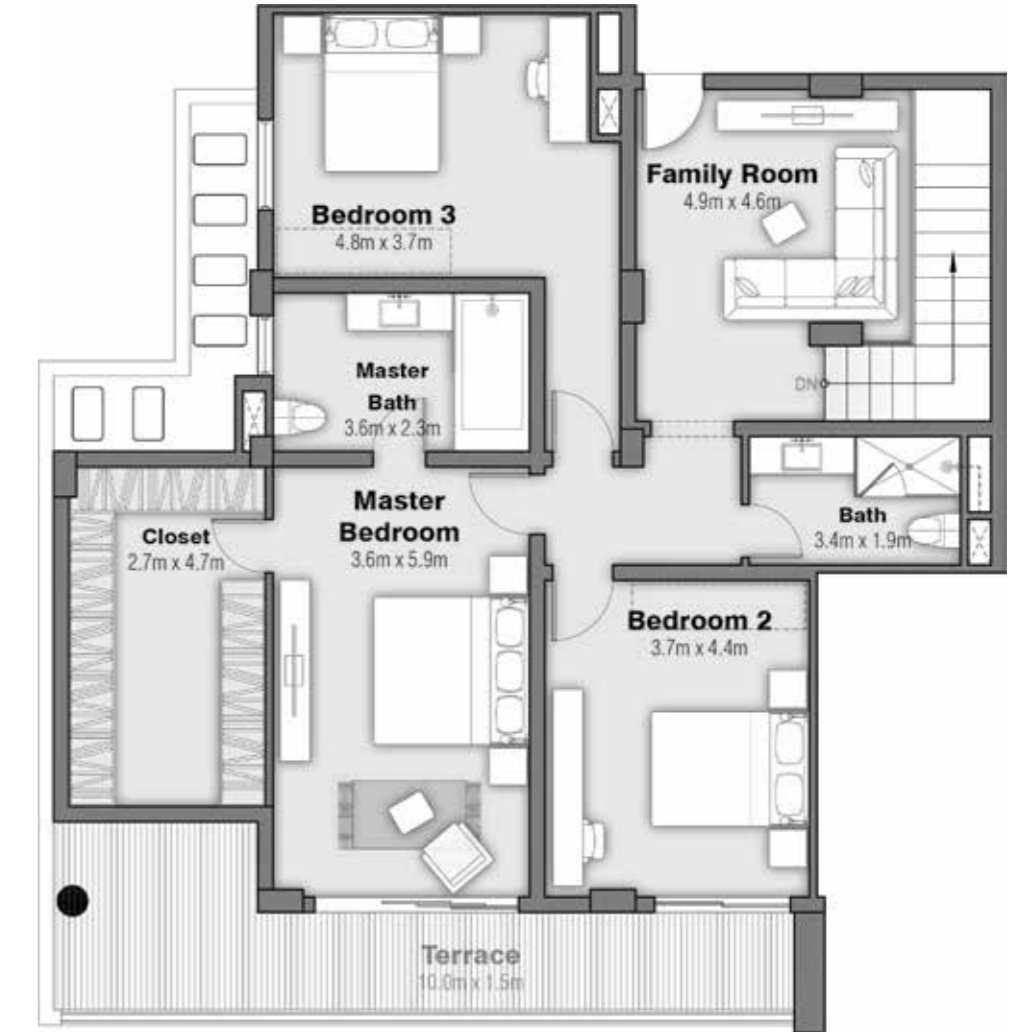 Bedroom 3
4.8m x 3.7m
Family Room
4.9m x 4.6m
DN
Master
Bath
3.6m x 2.3m
Closet
2.7m x 4.7m
Master
Bedroom
3.6m x 5.9m
Bath
3.4m x 1.9m
Bedroom 2
3.7m x 4.4m
Terrace
10.0m x 1.5m